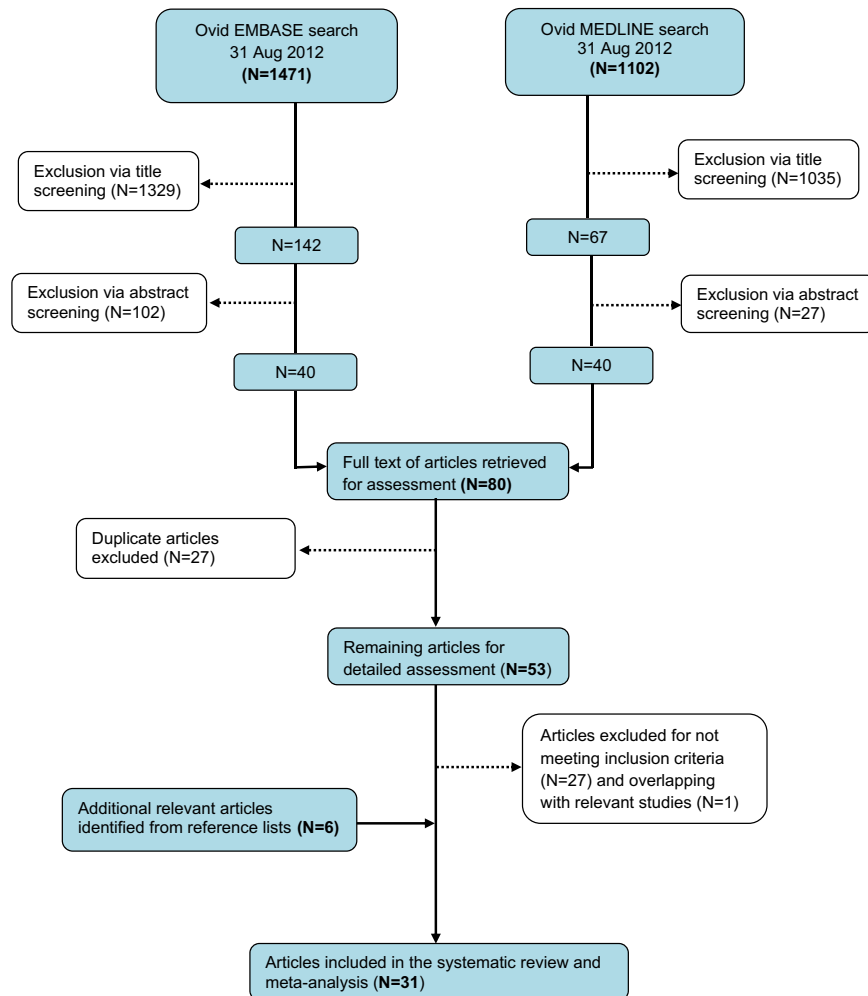 Ovid EMBASE search
31 Aug 2012
(N=1471)
Ovid MEDLINE search
31 Aug 2012
(N=1102)
Exclusion via title
screening (N=1329)
Exclusion via title
screening (N=1035)
N=142
N=67
Exclusion via abstract
screening (N=102)
Exclusion via abstract
screening (N=27)
N=40
N=40
Full text of articles retrieved
for assessment (N=80)
Duplicate articles
excluded (N=27)
Remaining articles for
detailed assessment (N=53)
Articles excluded for not
meeting inclusion criteria
(N=27) and overlapping
with relevant studies (N=1)
Additional relevant articles
identified from reference lists (N=6)
Articles included in the systematic review and
meta-analysis (N=31)